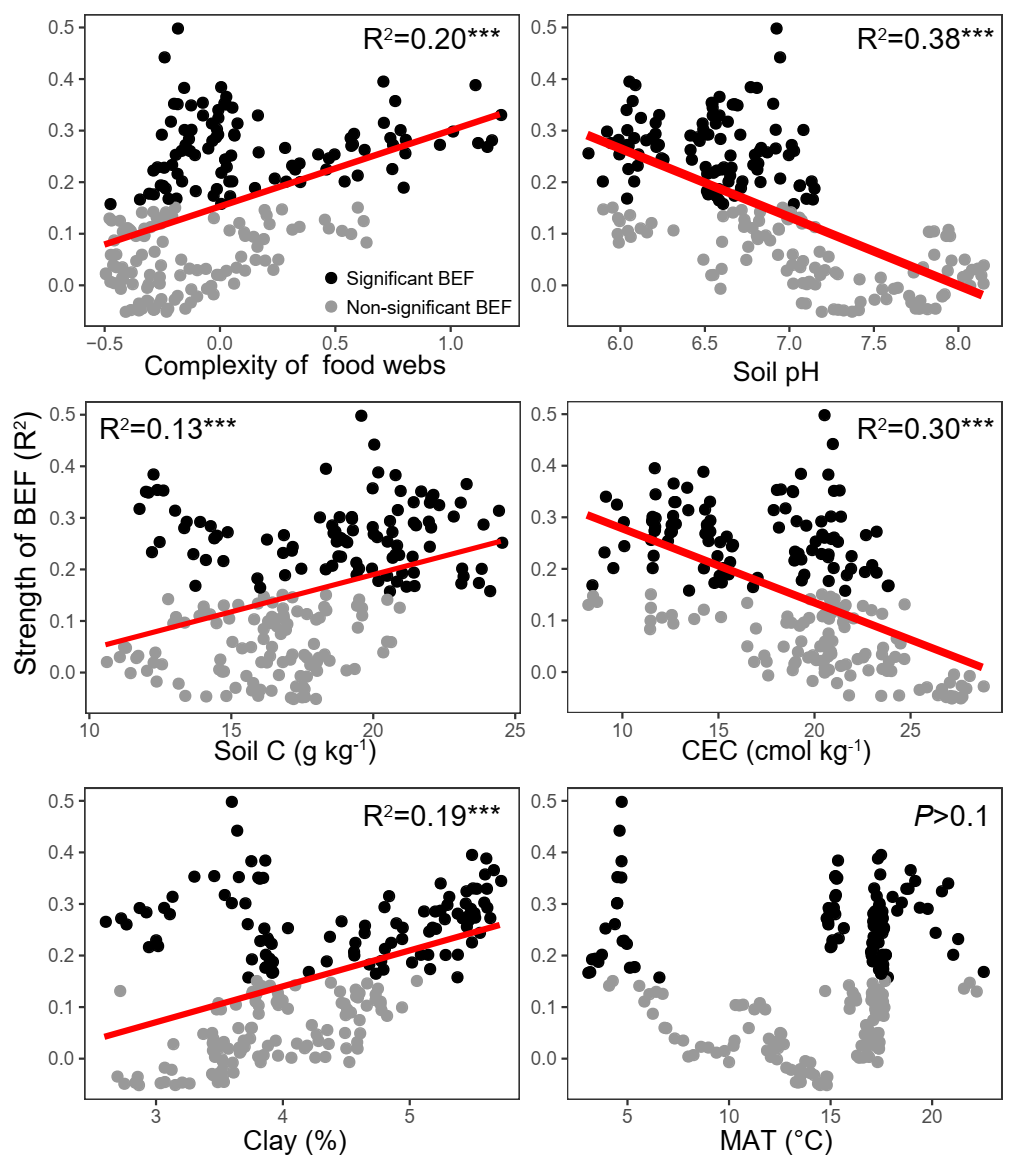 R²=0.20***
0.5
0.4
0.3
0.2
0.1
0.0
Significant BEF
Non-significant BEF
−0.5 0.0 0.5 1.0
Complexity of food webs
R²=0.38***
0.5
0.4
0.3
0.2
0.1
0.0
6.0 6.5 7.0 7.5 8.0
Soil pH
Strength of BEF (R²)
R²=0.13***
0.5
0.4
0.3
0.2
0.1
0.0
10 15 20 25
Soil C (g kg⁻¹)
R²=0.30***
0.5
0.4
0.3
0.2
0.1
0.0
10 15 20 25
CEC (cmol kg⁻¹)
R²=0.19***
0.5
0.4
0.3
0.2
0.1
0.0
3 4 5
Clay (%)
P>0.1
0.5
0.4
0.3
0.2
0.1
0.0
5 10 15 20
MAT (°C)